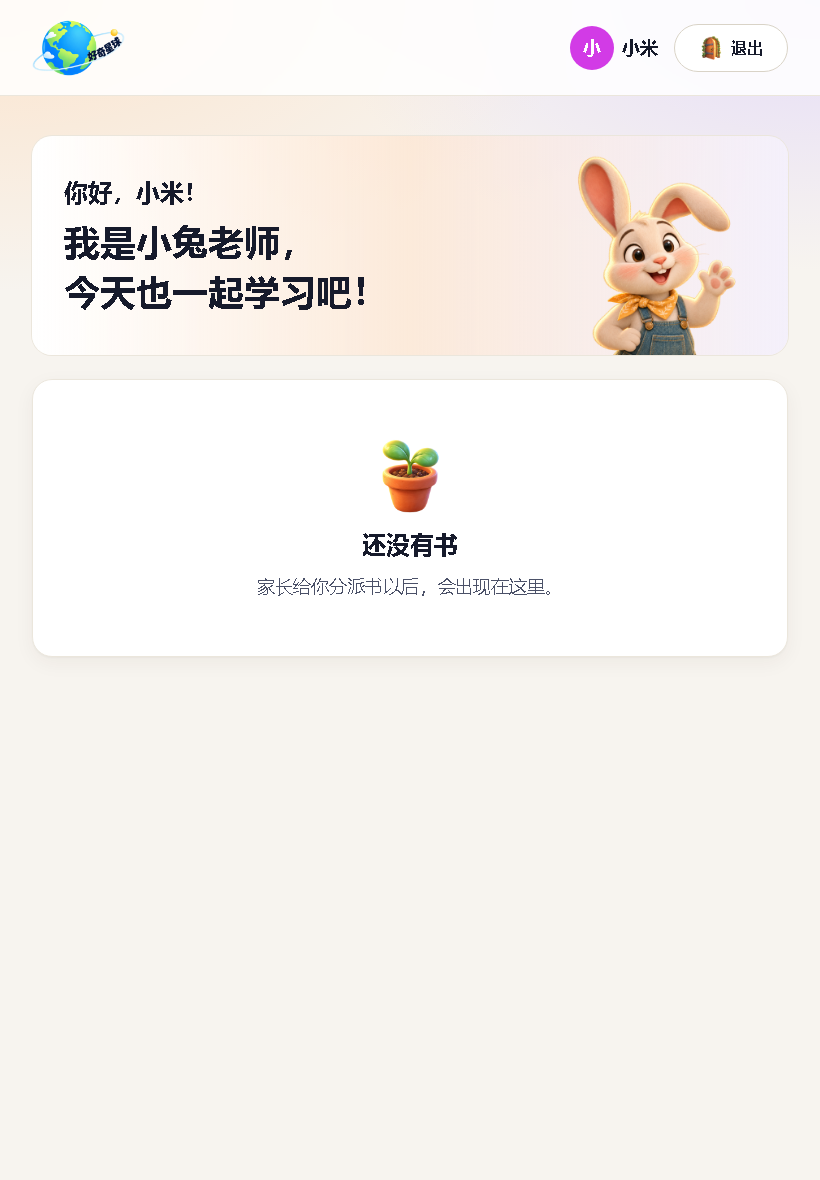 好奇星球
小
小米
退出
你好，小米！
我是小兔老师，
今天也一起学习吧！
还没有书
家长给你分派书以后，会出现在这里。